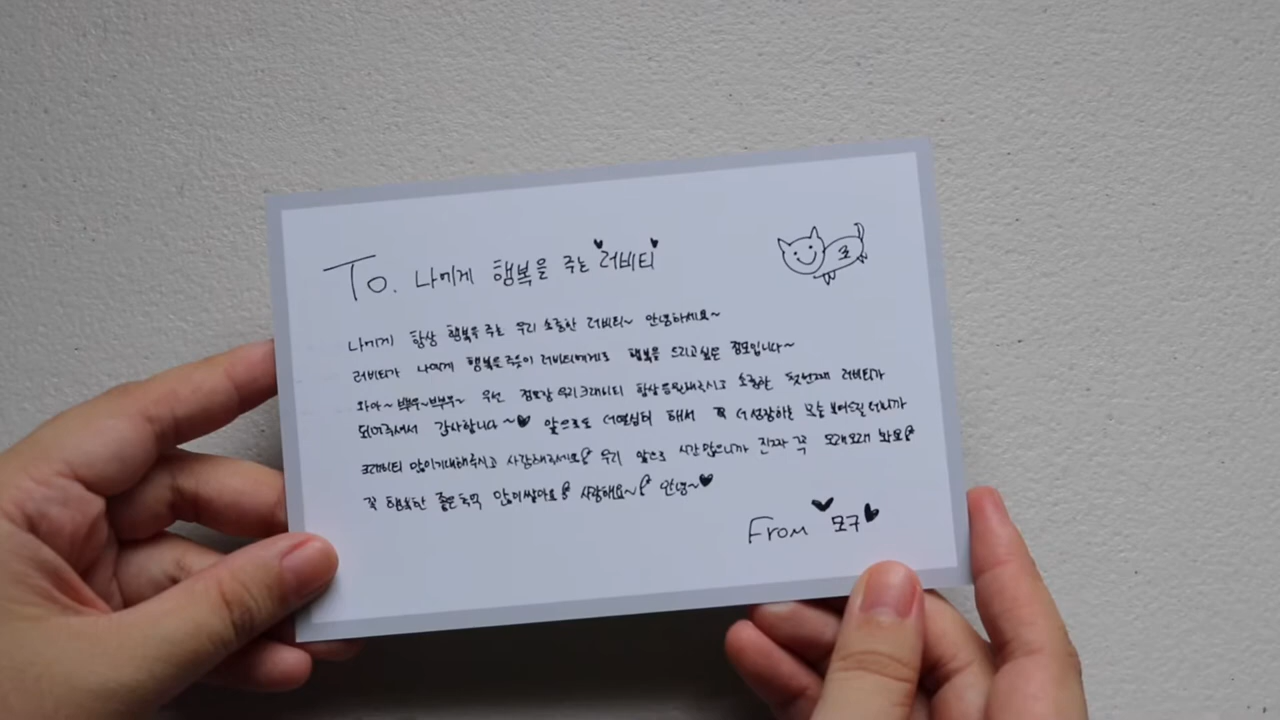 To. 나에게 행복을 주는 러비티
조
나에게 항상 행복을 주는 우리 소중한 러비티~ 안녕하세요~
러비티가 나에게 행복을 주듯이 러비티에게도 행복을 드리고싶은 정모입니다~
와아~ 우선 정모랑 우리 크래비티 항상 응원해주시고 소중한 첫번째 러비티가
되어주셔서 감사합니다~♥ 앞으로도 더 열심히 해서 꼭 더 성장하는 모습 보여드릴테니까
크래비티 많이 기대해주시고 사랑해주세요 우리 앞으로 시간 많으니까 진짜 꼭 오래오래 봐요
꼭 행복한 좋은추억 많이 쌓아요 사랑해요~ 안녕~♥
From ♥모구♥